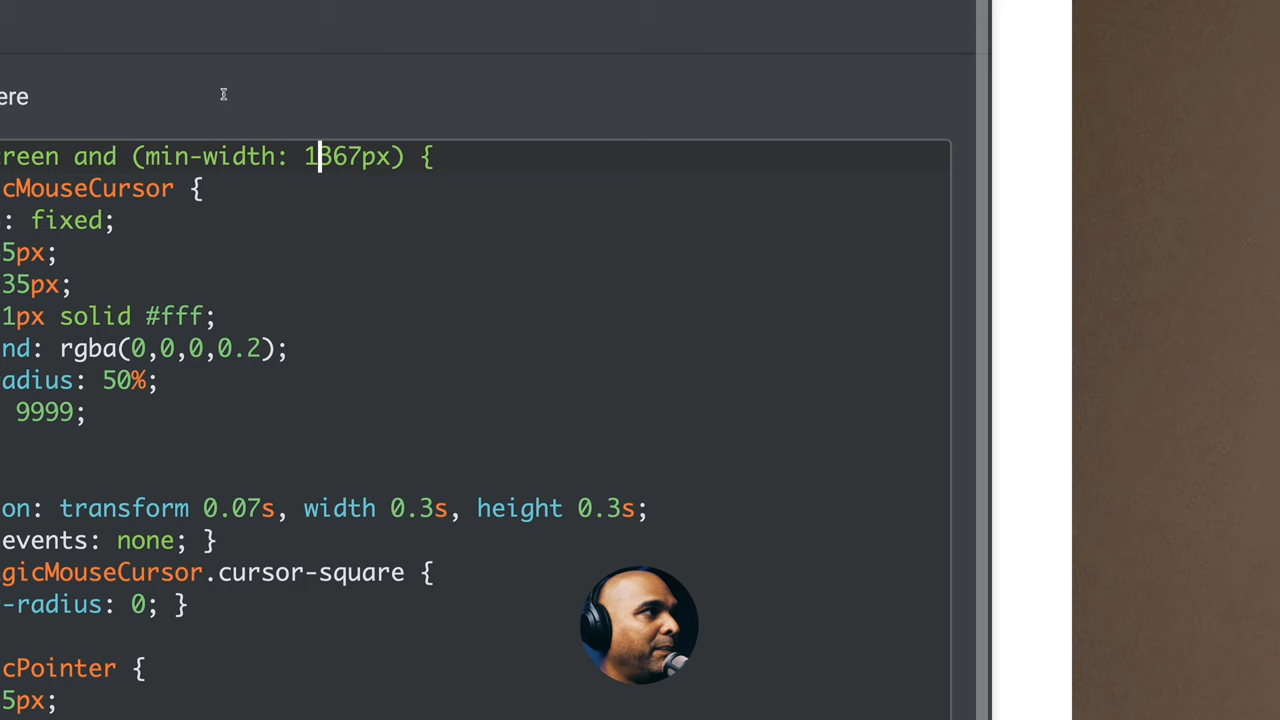 ere
reen and (min-width: 1367px) {
cMouseCursor {
: fixed;
5px;
35px;
1px solid #fff;
nd: rgba(0,0,0,0.2);
adius: 50%;
9999;
on: transform 0.07s, width 0.3s, height 0.3s;
events: none; }
gicMouseCursor.cursor-square {
-radius: 0; }
cPointer {
5px;